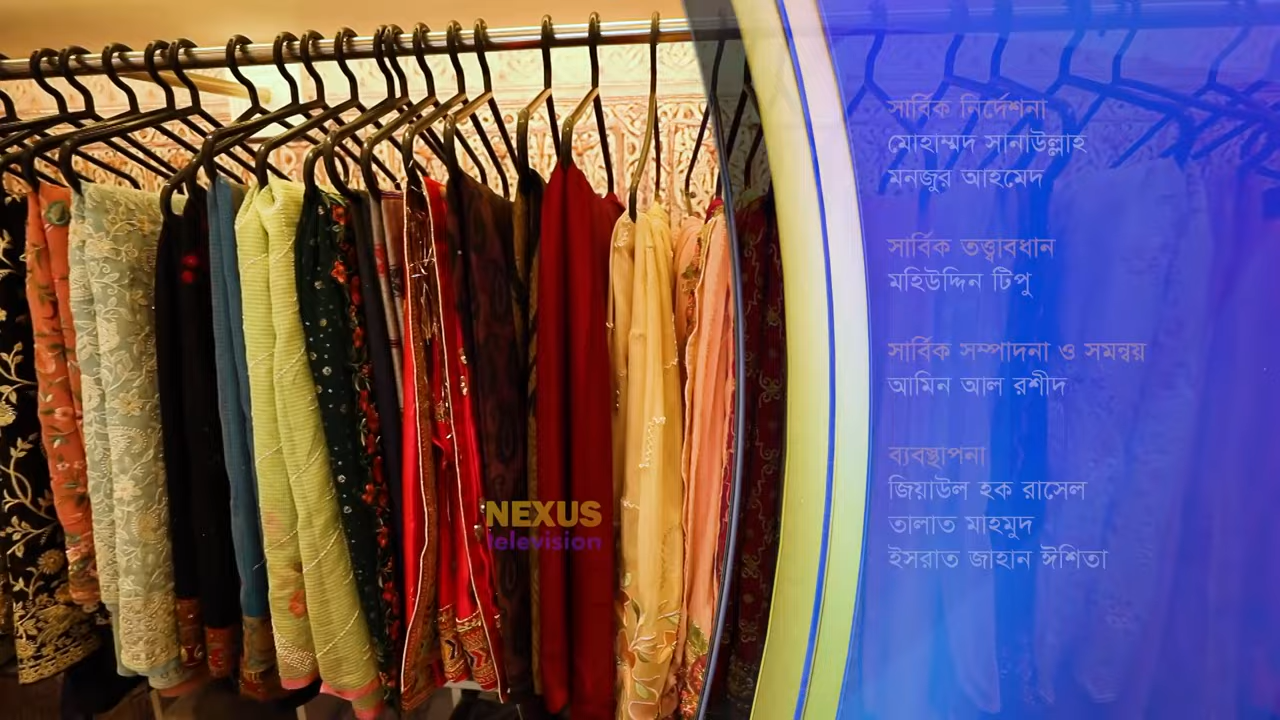 সার্বিক নির্দেশনা
মোহাম্মদ সানাউল্লাহ
মনজুর আহমেদ
সার্বিক তত্ত্বাবধান
মহিউদ্দিন টিপু
সার্বিক সম্পাদনা ও সমন্বয়
আমিন আল রশীদ
ব্যবস্থাপনা
জিয়াউল হক রাসেল
তালাত মাহমুদ
ইসরাত জাহান ঈশিতা
NEXUS
television